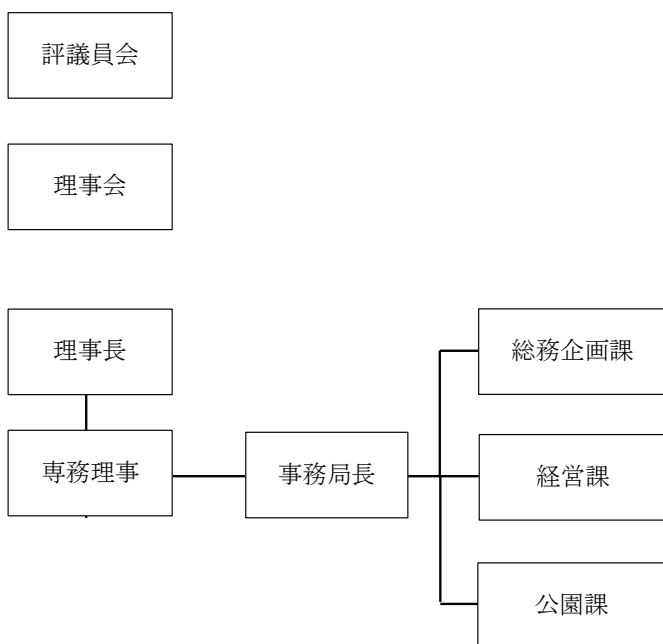 評議員会
理事会
理事長
総務企画課
専務理事
事務局長
経営課
公園課